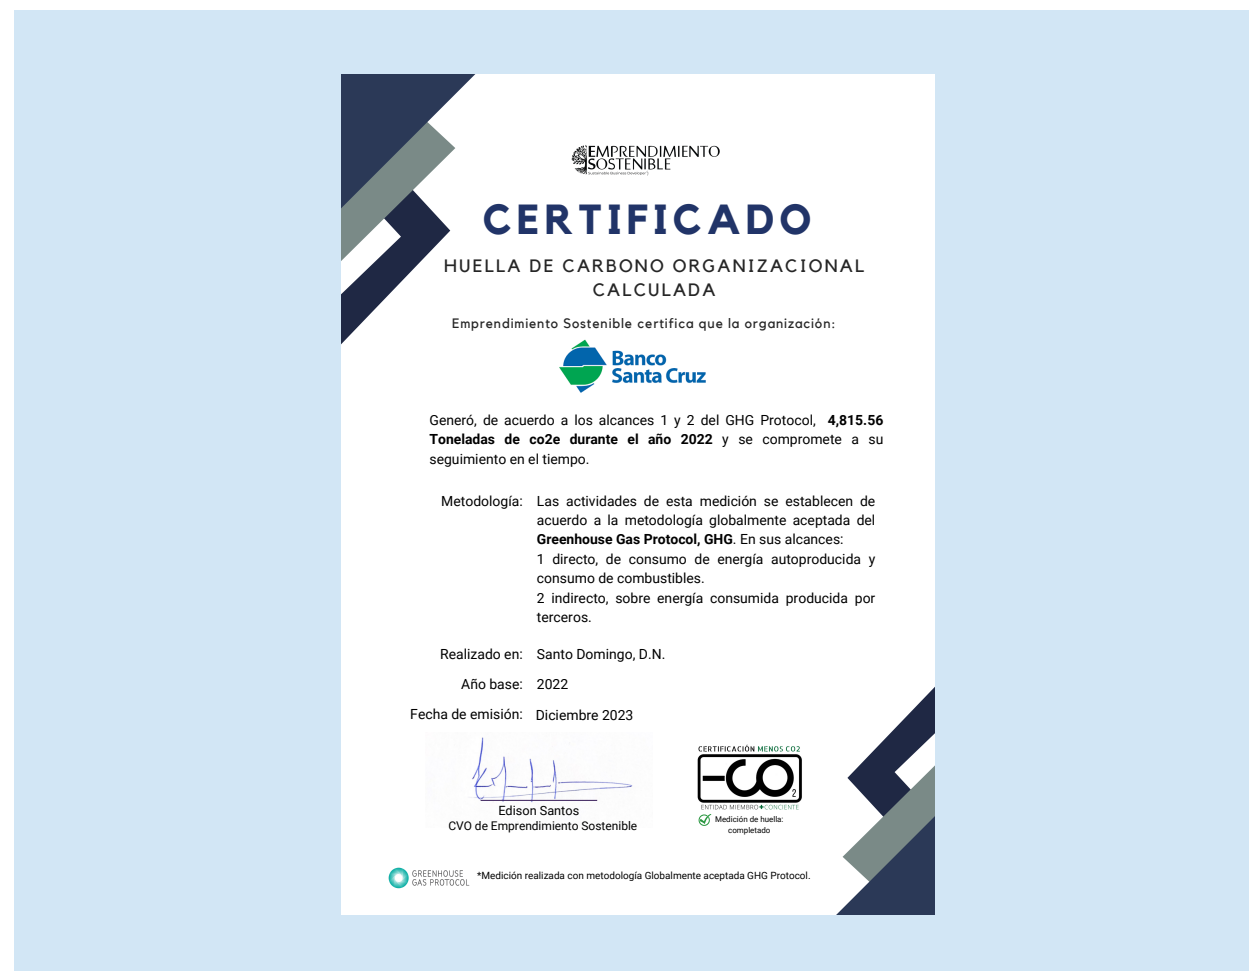 EMPRENDIMIENTO
SOSTENIBLE
Sustainable Business Developer
CERTIFICADO
HUELLA DE CARBONO ORGANIZACIONAL
CALCULADA
Emprendimiento Sostenible certifica que la organización:
Banco
Santa Cruz
Generó, de acuerdo a los alcances 1 y 2 del GHG Protocol, 4,815.56
Toneladas de co2e durante el año 2022 y se compromete a su
seguimiento en el tiempo.
Metodología: Las actividades de esta medición se establecen de
acuerdo a la metodología globalmente aceptada del
Greenhouse Gas Protocol, GHG. En sus alcances:
1 directo, de consumo de energía autoproducida y
consumo de combustibles.
2 indirecto, sobre energía consumida producida por
terceros.
Realizado en: Santo Domingo, D.N.
Año base: 2022
Fecha de emisión: Diciembre 2023
Edison Santos
CVO de Emprendimiento Sostenible
CERTIFICACIÓN MENOS CO2
-CO2
ENTIDAD MIEMBRO+CONCIENTE
Medición de huella:
completado
GREENHOUSE
GAS PROTOCOL
*Medición realizada con metodología Globalmente aceptada GHG Protocol.